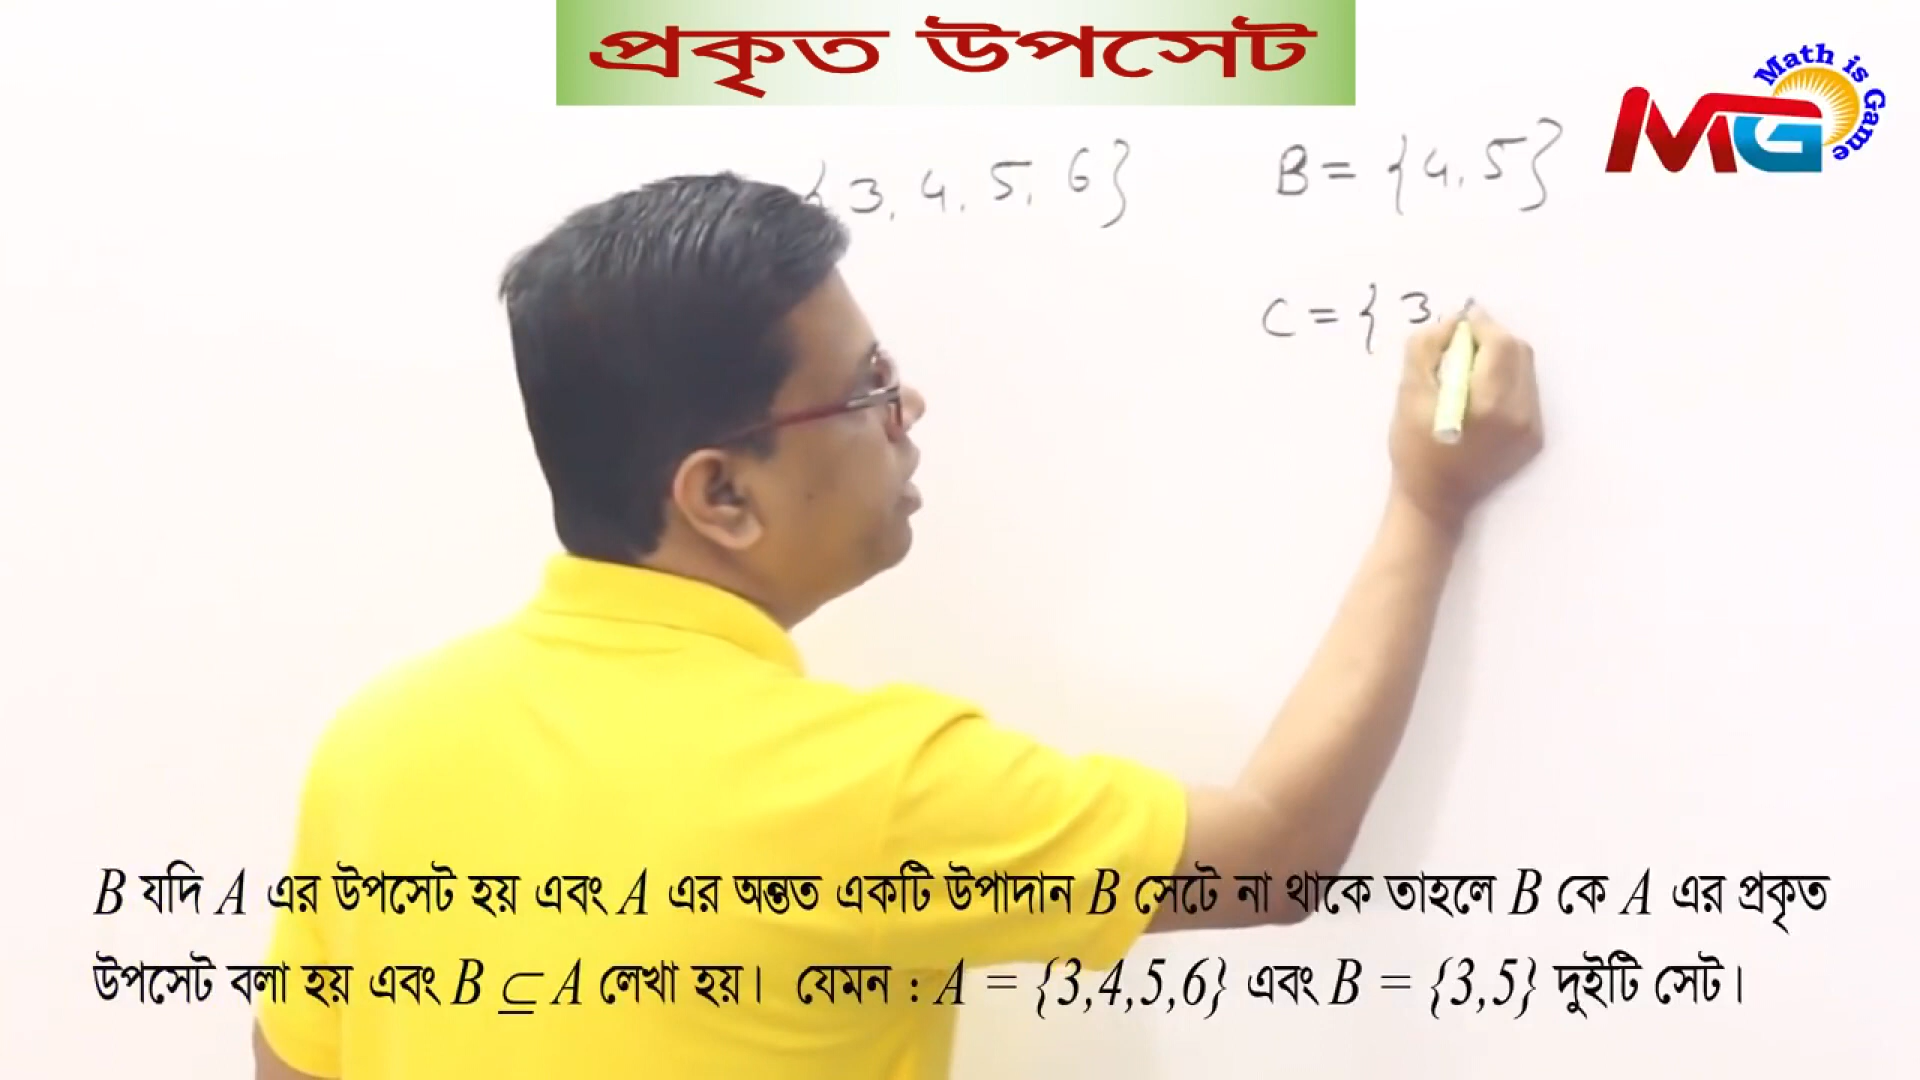 প্রকৃত উপসেট
Math is Game
MG
{3, 4, 5, 6} B = {4, 5}
C = { 3,
B যদি A এর উপসেট হয় এবং A এর অন্তত একটি উপাদান B সেটে না থাকে তাহলে B কে A এর প্রকৃত
উপসেট বলা হয় এবং B ⊆ A লেখা হয়। যেমন : A = {3,4,5,6} এবং B = {3,5} দুইটি সেট।